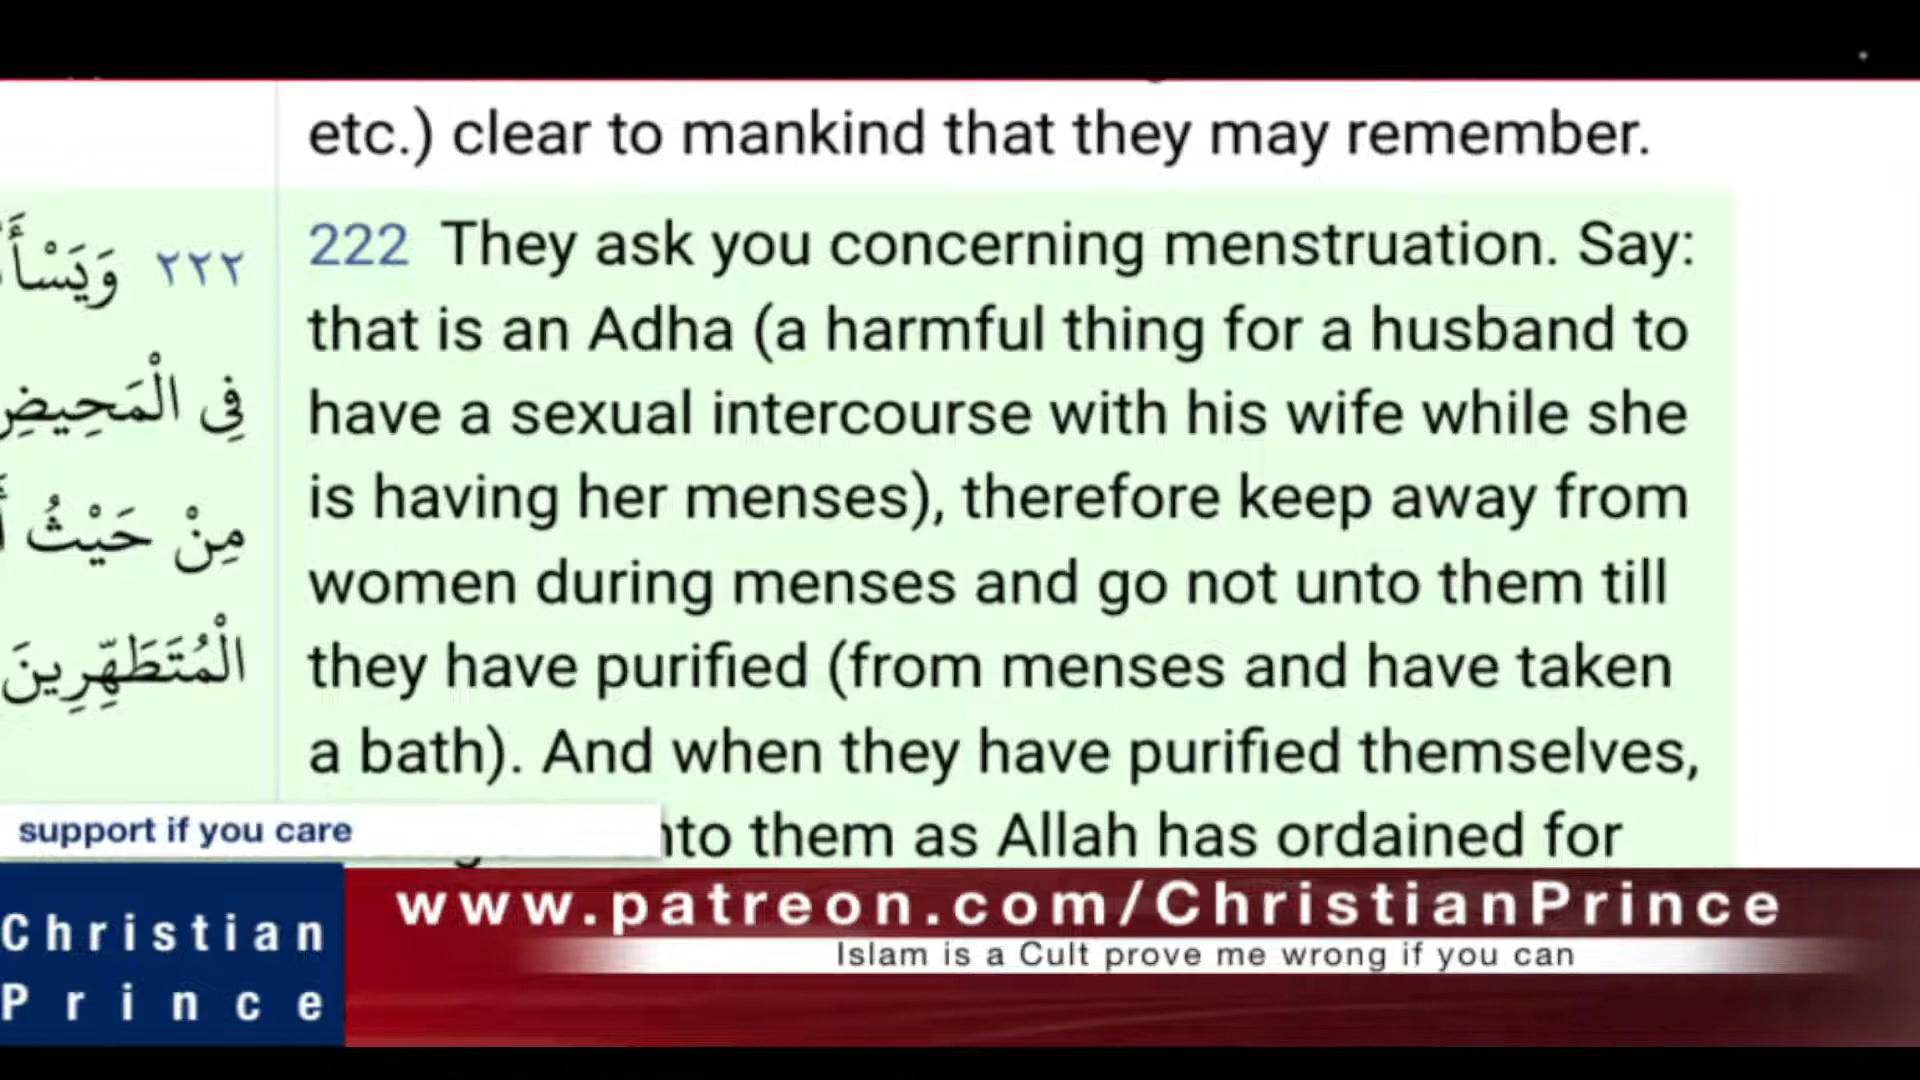 etc.) clear to mankind that they may remember.
222 They ask you concerning menstruation. Say:
that is an Adha (a harmful thing for a husband to
have a sexual intercourse with his wife while she
is having her menses), therefore keep away from
women during menses and go not unto them till
they have purified (from menses and have taken
a bath). And when they have purified themselves,
them as Allah has ordained for
٢٢٢
فِي الْمَحِيضِ
مِنْ حَيْثُ
الْمُتَطَهِّرِينَ
support if you care
Christian
Prince
www.patreon.com/ChristianPrince
Islam is a Cult prove me wrong if you can